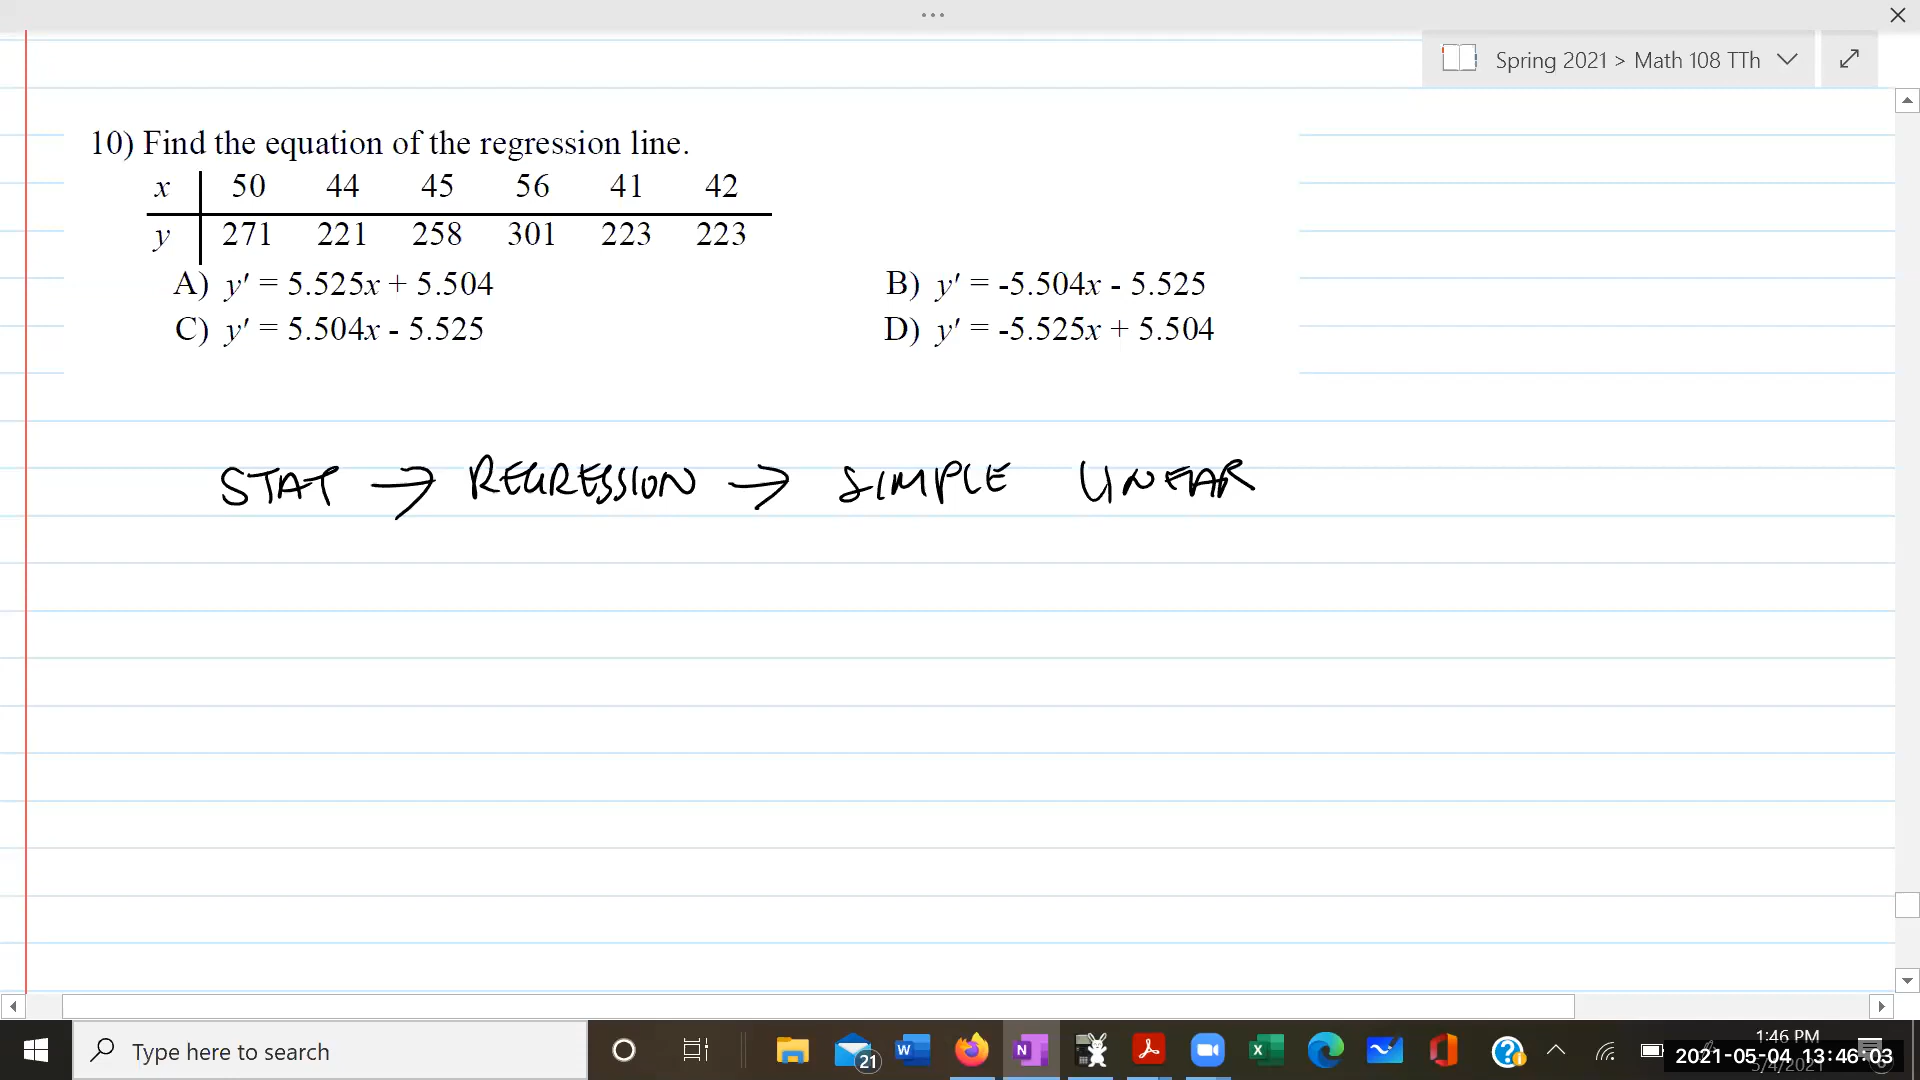 Spring 2021 > Math 108 TTh
10) Find the equation of the regression line.
x 50 44 45 56 41 42
y 271 221 258 301 223 223
A) y' = 5.525x + 5.504 B) y' = -5.504x - 5.525
C) y' = 5.504x - 5.525 D) y' = -5.525x + 5.504
STAT → REGRESSION → SIMPLE LINEAR
Type here to search
21
1:46 PM
2021-05-04 13:46:03